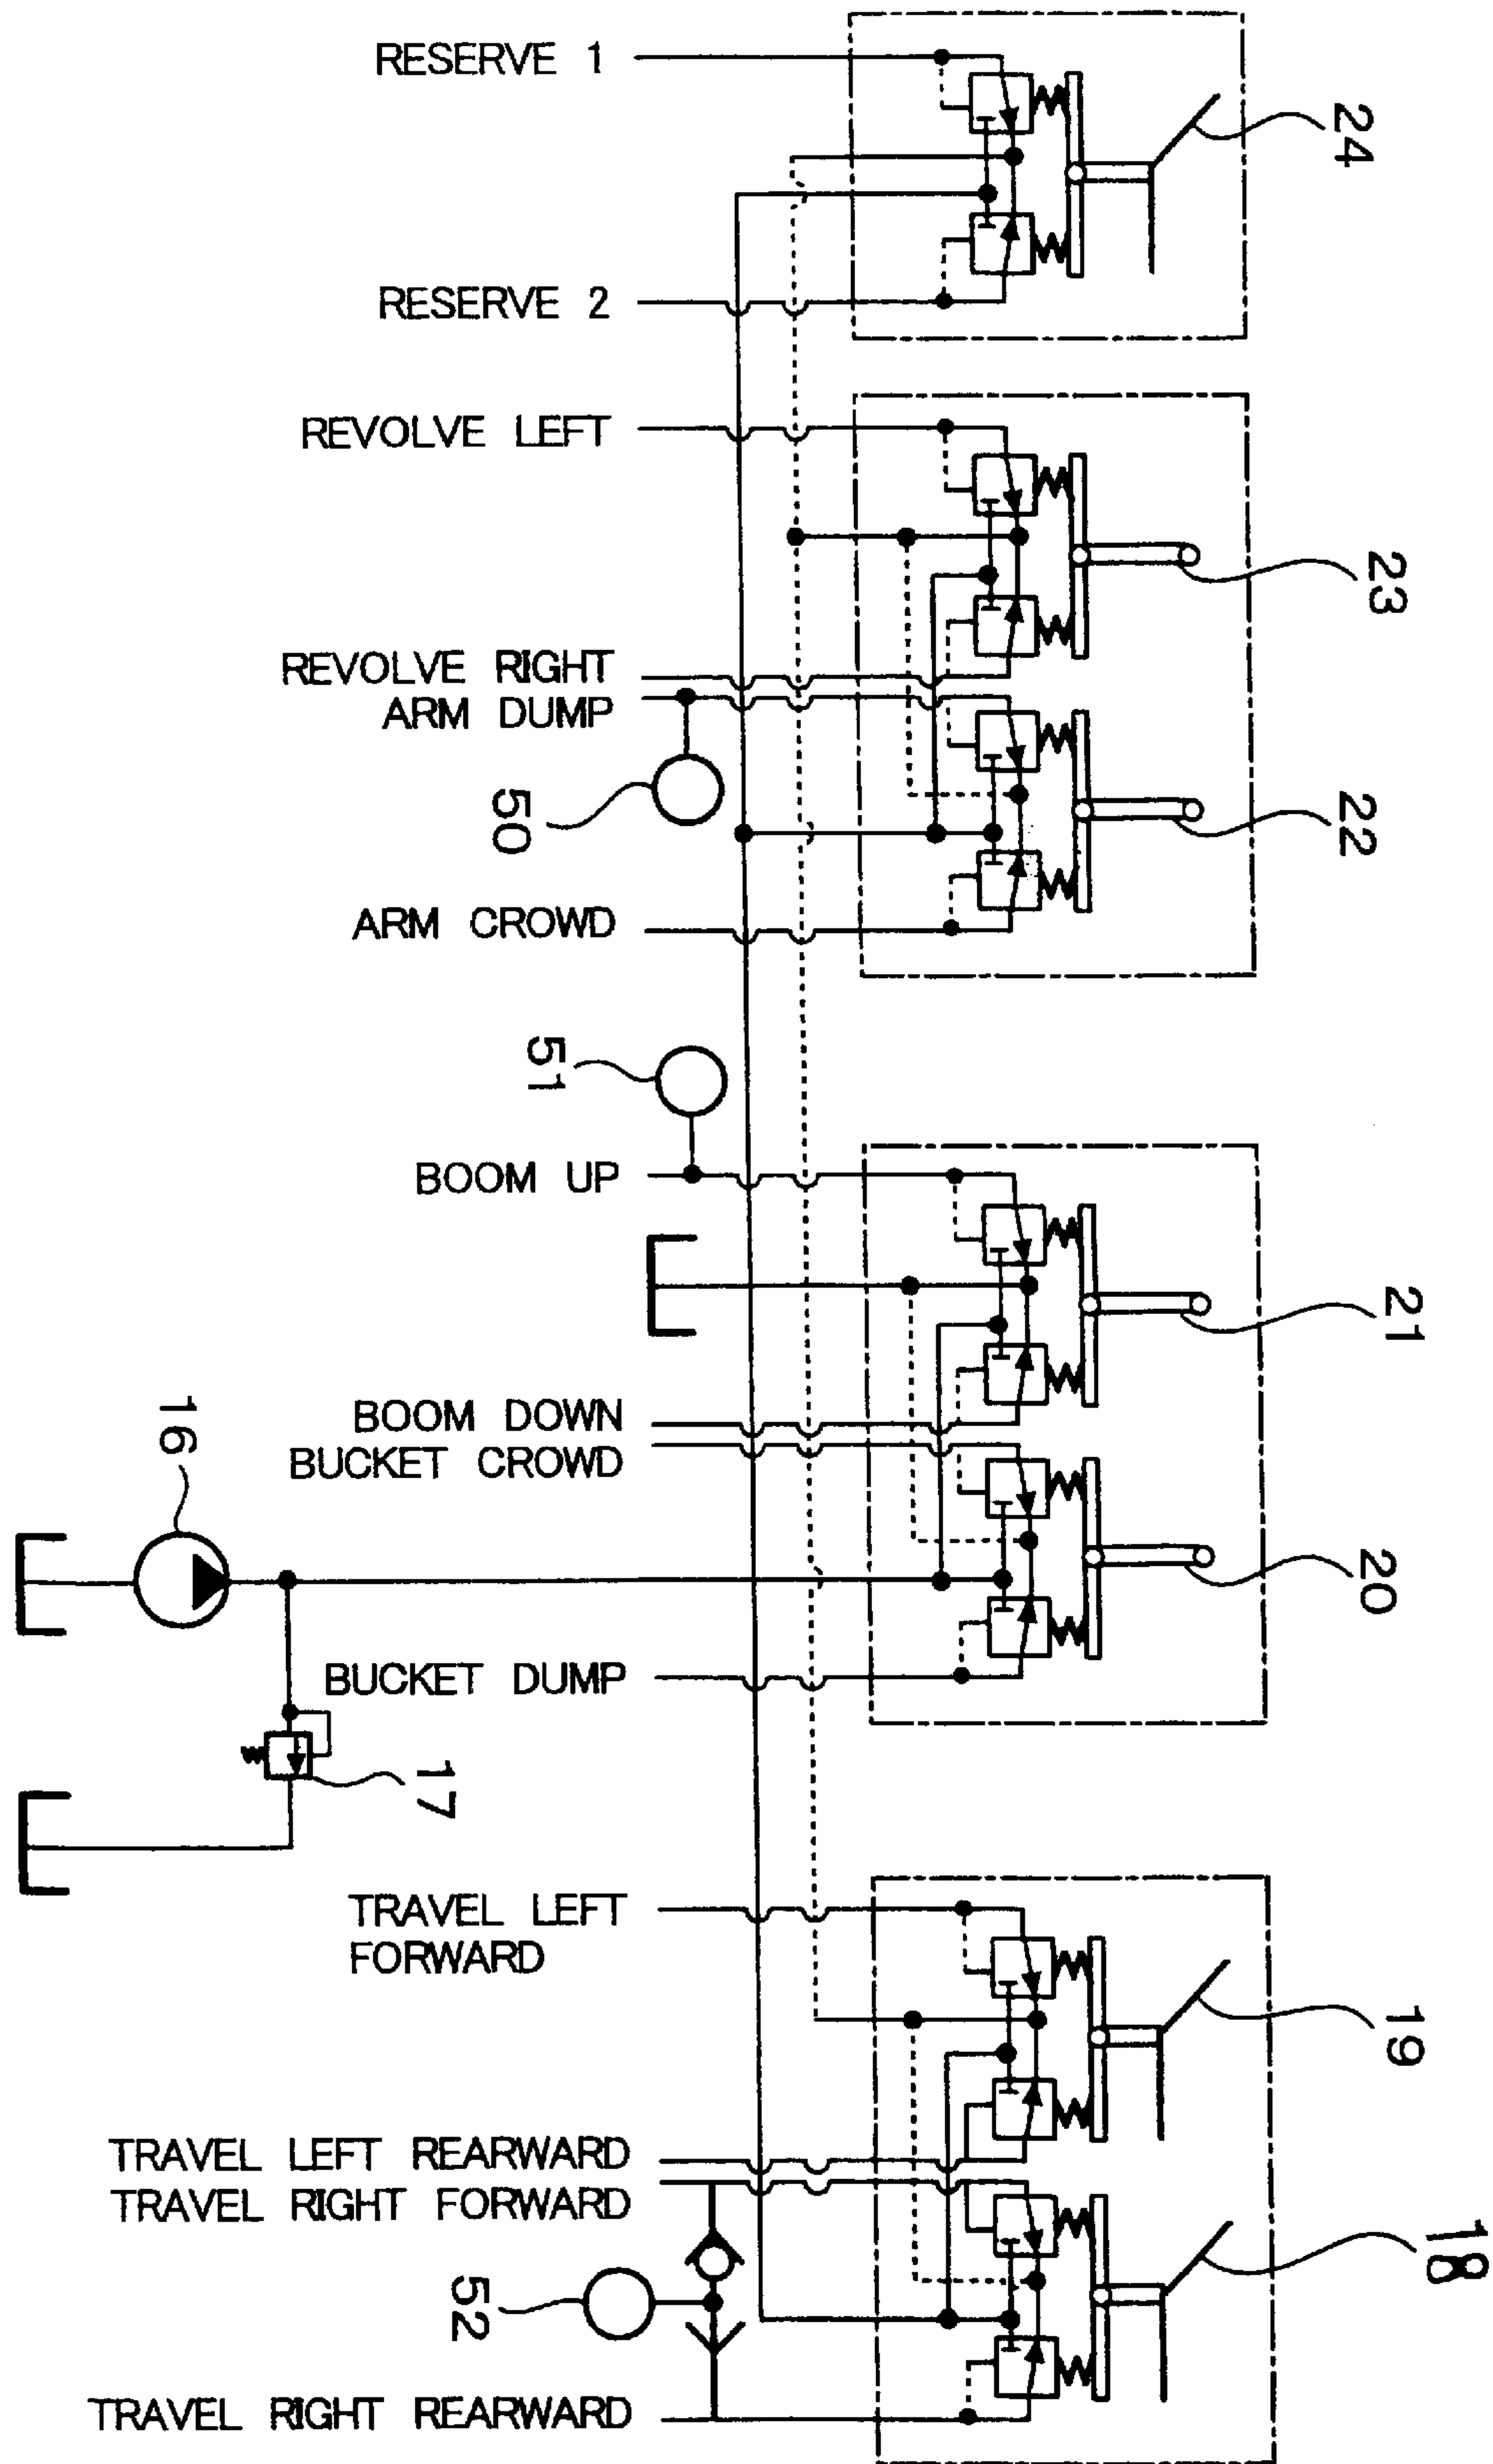 RESERVE 1
24
RESERVE 2
REVOLVE LEFT
23
REVOLVE RIGHT
ARM DUMP
50
22
ARM CROWD
51
BOOM UP
21
BOOM DOWN
16
BUCKET CROWD
20
BUCKET DUMP
17
TRAVEL LEFT
FORWARD
19
TRAVEL LEFT REARWARD
TRAVEL RIGHT FORWARD
18
52
TRAVEL RIGHT REARWARD